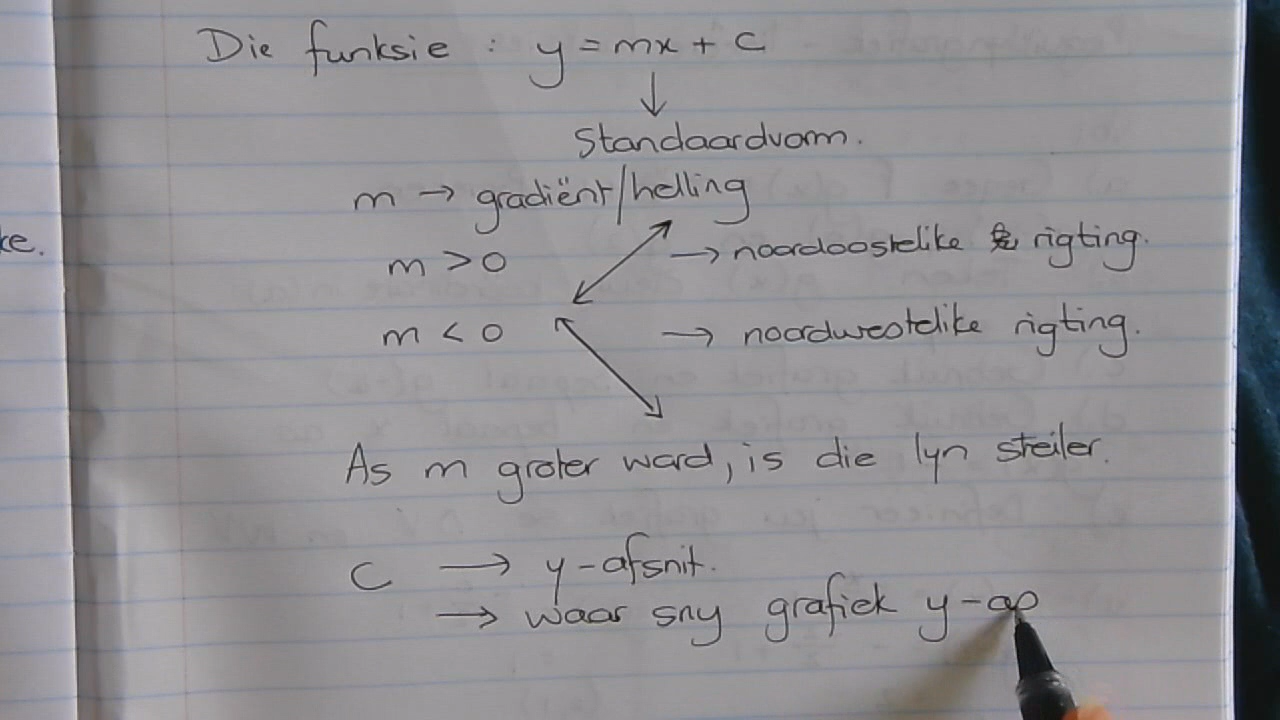 Die funksie : y = mx + c
↓
Standaardvorm.
m → gradiënt/helling
m > 0 → noordoostelike rigting.
m < 0 → noordwestelike rigting.
As m groter word, is die lyn steiler.
C → y-afsnit.
→ waar sny grafiek y-as
ke.